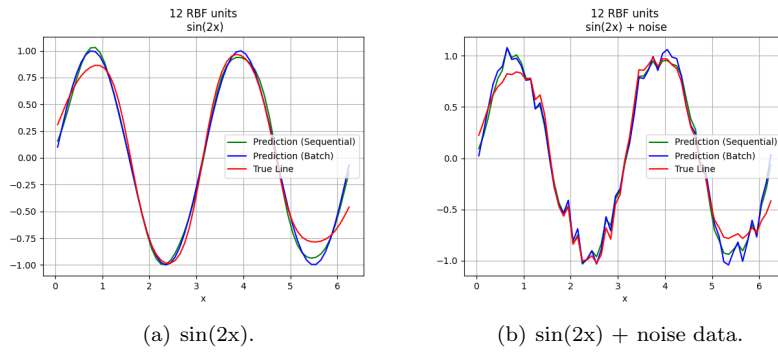 12 RBF units
sin(2x)
1.00
0.75
0.50
0.25
0.00
−0.25
−0.50
−0.75
−1.00
Prediction (Sequential)
Prediction (Batch)
True Line
0 1 2 3 4 5 6
x
(a) sin(2x).
12 RBF units
sin(2x) + noise
1.0
0.5
0.0
−0.5
−1.0
Prediction (Sequential)
Prediction (Batch)
True Line
0 1 2 3 4 5 6
x
(b) sin(2x) + noise data.